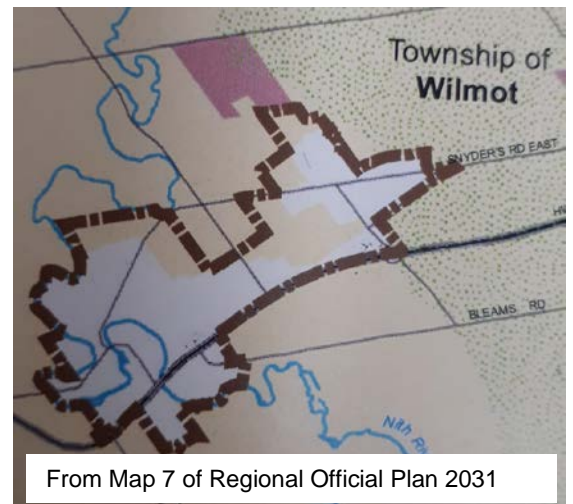 Township of
Wilmot
SNYDER'S RD EAST
BLEAMS RD
Nith
From Map 7 of Regional Official Plan 2031